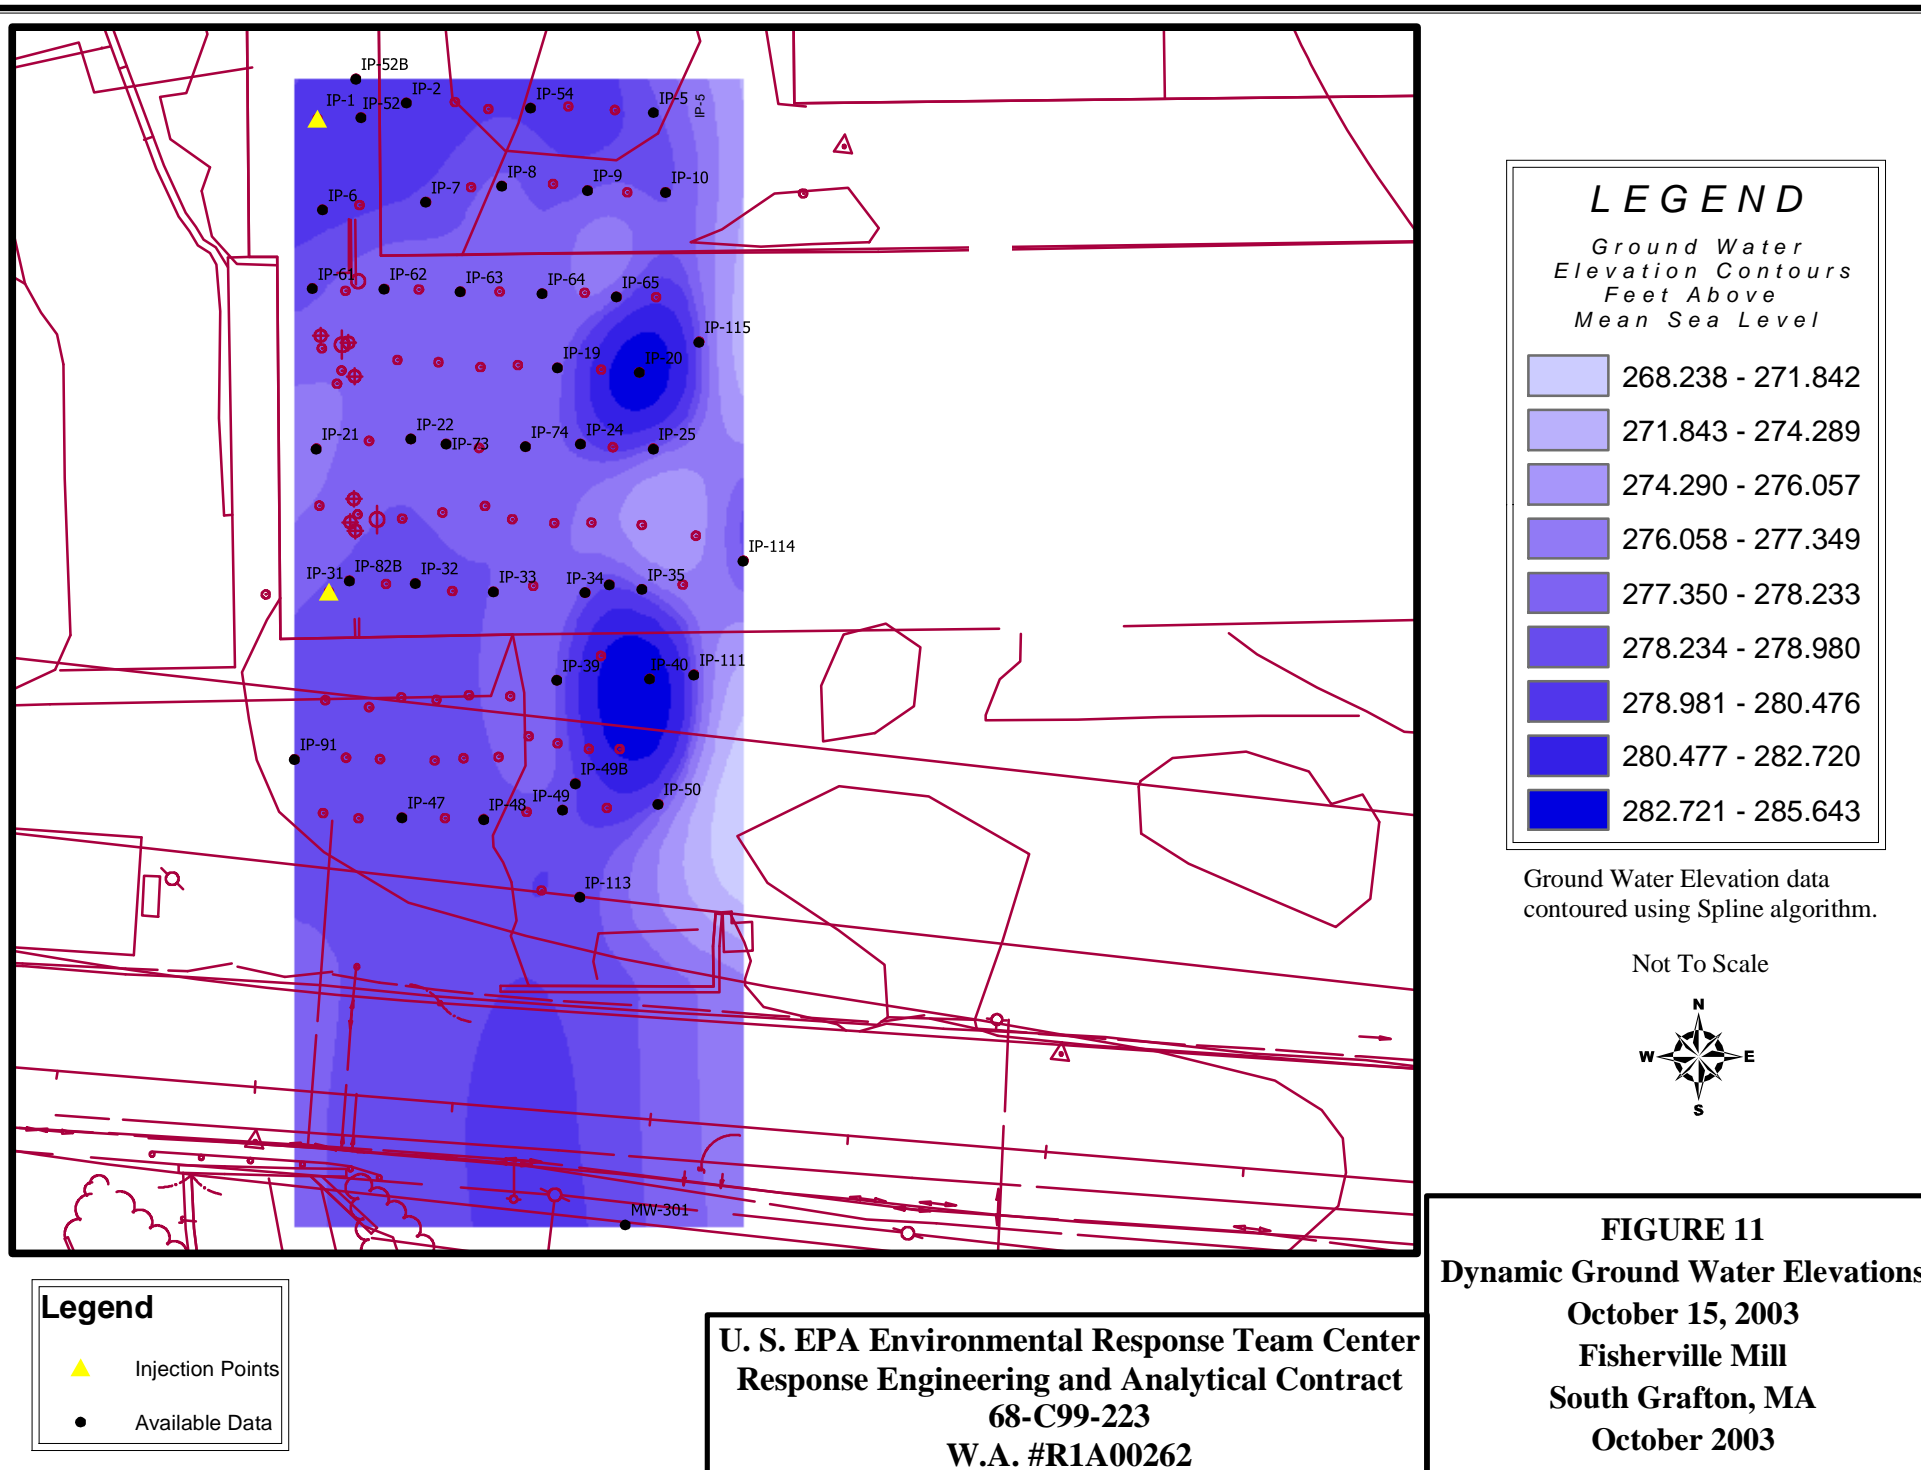 IP-52B
IP-1
IP-52
IP-2
IP-54
IP-5
IP-5
IP-6
IP-7
IP-8
IP-9
IP-10
IP-61
IP-62
IP-63
IP-64
IP-65
IP-115
IP-19
IP-20
IP-21
IP-22
IP-73
IP-74
IP-24
IP-25
IP-114
IP-31
IP-82B
IP-32
IP-33
IP-34
IP-35
IP-39
IP-40
IP-111
IP-91
IP-49B
IP-47
IP-48
IP-49
IP-50
IP-113
MW-301
LEGEND
Ground Water
Elevation Contours
Feet Above
Mean Sea Level
268.238 - 271.842
271.843 - 274.289
274.290 - 276.057
276.058 - 277.349
277.350 - 278.233
278.234 - 278.980
278.981 - 280.476
280.477 - 282.720
282.721 - 285.643
Ground Water Elevation data
contoured using Spline algorithm.
Not To Scale
N
W E
S
Legend
Injection Points
Available Data
U. S. EPA Environmental Response Team Center
Response Engineering and Analytical Contract
68-C99-223
W.A. #R1A00262
FIGURE 11
Dynamic Ground Water Elevations
October 15, 2003
Fisherville Mill
South Grafton, MA
October 2003